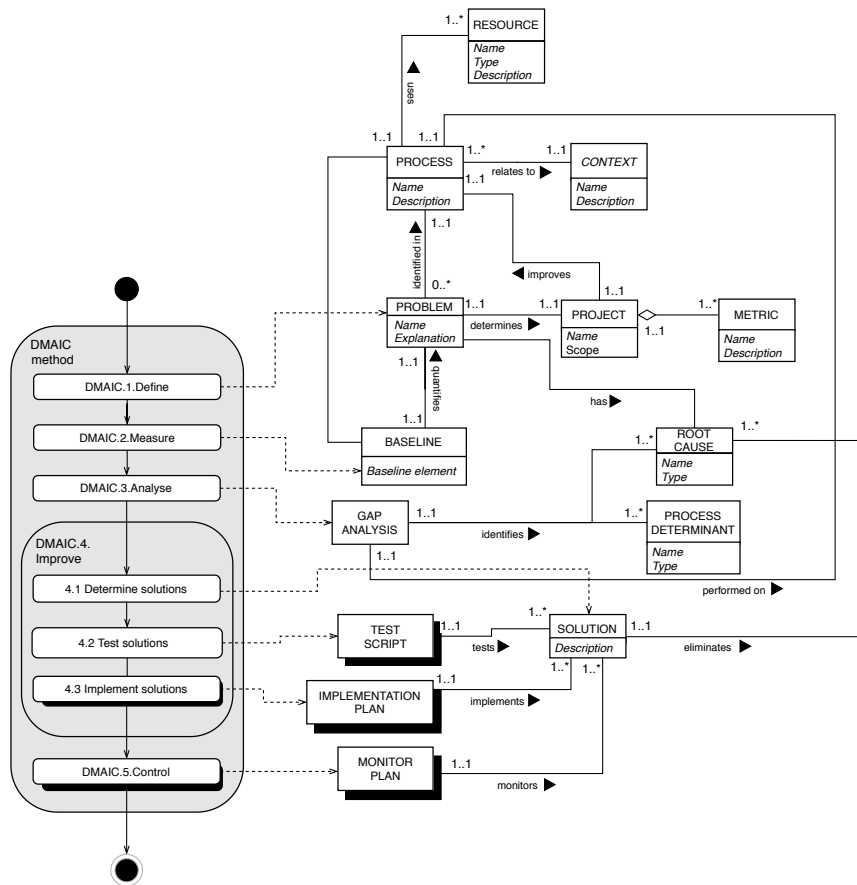 1..*
RESOURCE
Name
Type
Description
uses
1..1
1..1
PROCESS
Name
Description
1..*
1..1
relates to
1..1
CONTEXT
Name
Description
1..1
identified in
0..*
improves
1..1
PROBLEM
Name
Explanation
1..1
determines
1..1
PROJECT
Name
Scope
1..1
1..*
METRIC
Name
Description
1..1
quantifies
1..1
has
BASELINE
Baseline element
1..*
ROOT
CAUSE
Name
Type
1..*
GAP
ANALYSIS
1..1
1..1
identifies
1..*
PROCESS
DETERMINANT
Name
Type
performed on
DMAIC
method
DMAIC.1.Define
DMAIC.2.Measure
DMAIC.3.Analyse
DMAIC.4.
Improve
4.1 Determine solutions
4.2 Test solutions
4.3 Implement solutions
DMAIC.5.Control
TEST
SCRIPT
1..1
tests
1..*
SOLUTION
Description
1..1
eliminates
1..*
1..*
IMPLEMENTATION
PLAN
1..1
implements
MONITOR
PLAN
1..1
monitors